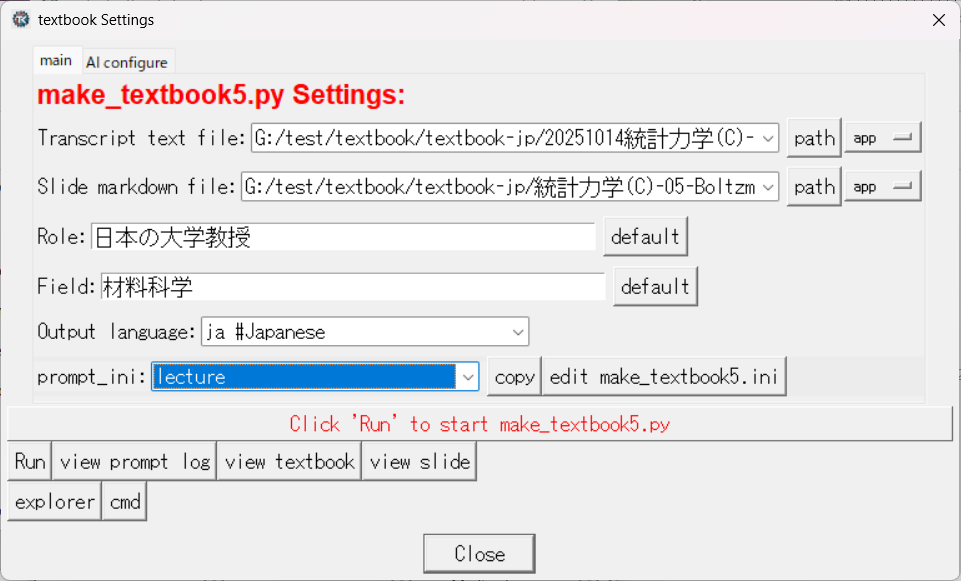 textbook Settings
main AI configure
make_textbook5.py Settings:
Transcript text file: G:/test/textbook/textbook-jp/20251014統計力学(C)- path app
Slide markdown file: G:/test/textbook/textbook-jp/統計力学(C)-05-Boltzm path app
Role: 日本の大学教授 default
Field: 材料科学 default
Output language: ja #Japanese
prompt_ini: lecture copy edit make_textbook5.ini
Click 'Run' to start make_textbook5.py
Run view prompt log view textbook view slide
explorer cmd
Close